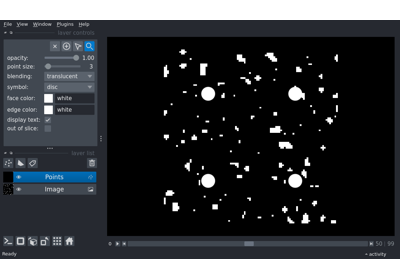 File View Window Plugins Help
layer controls
opacity: 1.00
point size: 3
blending: translucent
symbol: disc
face color: white
edge color: white
display text:
out of slice:
layer list
Points
Image
0 50 99
Ready activity